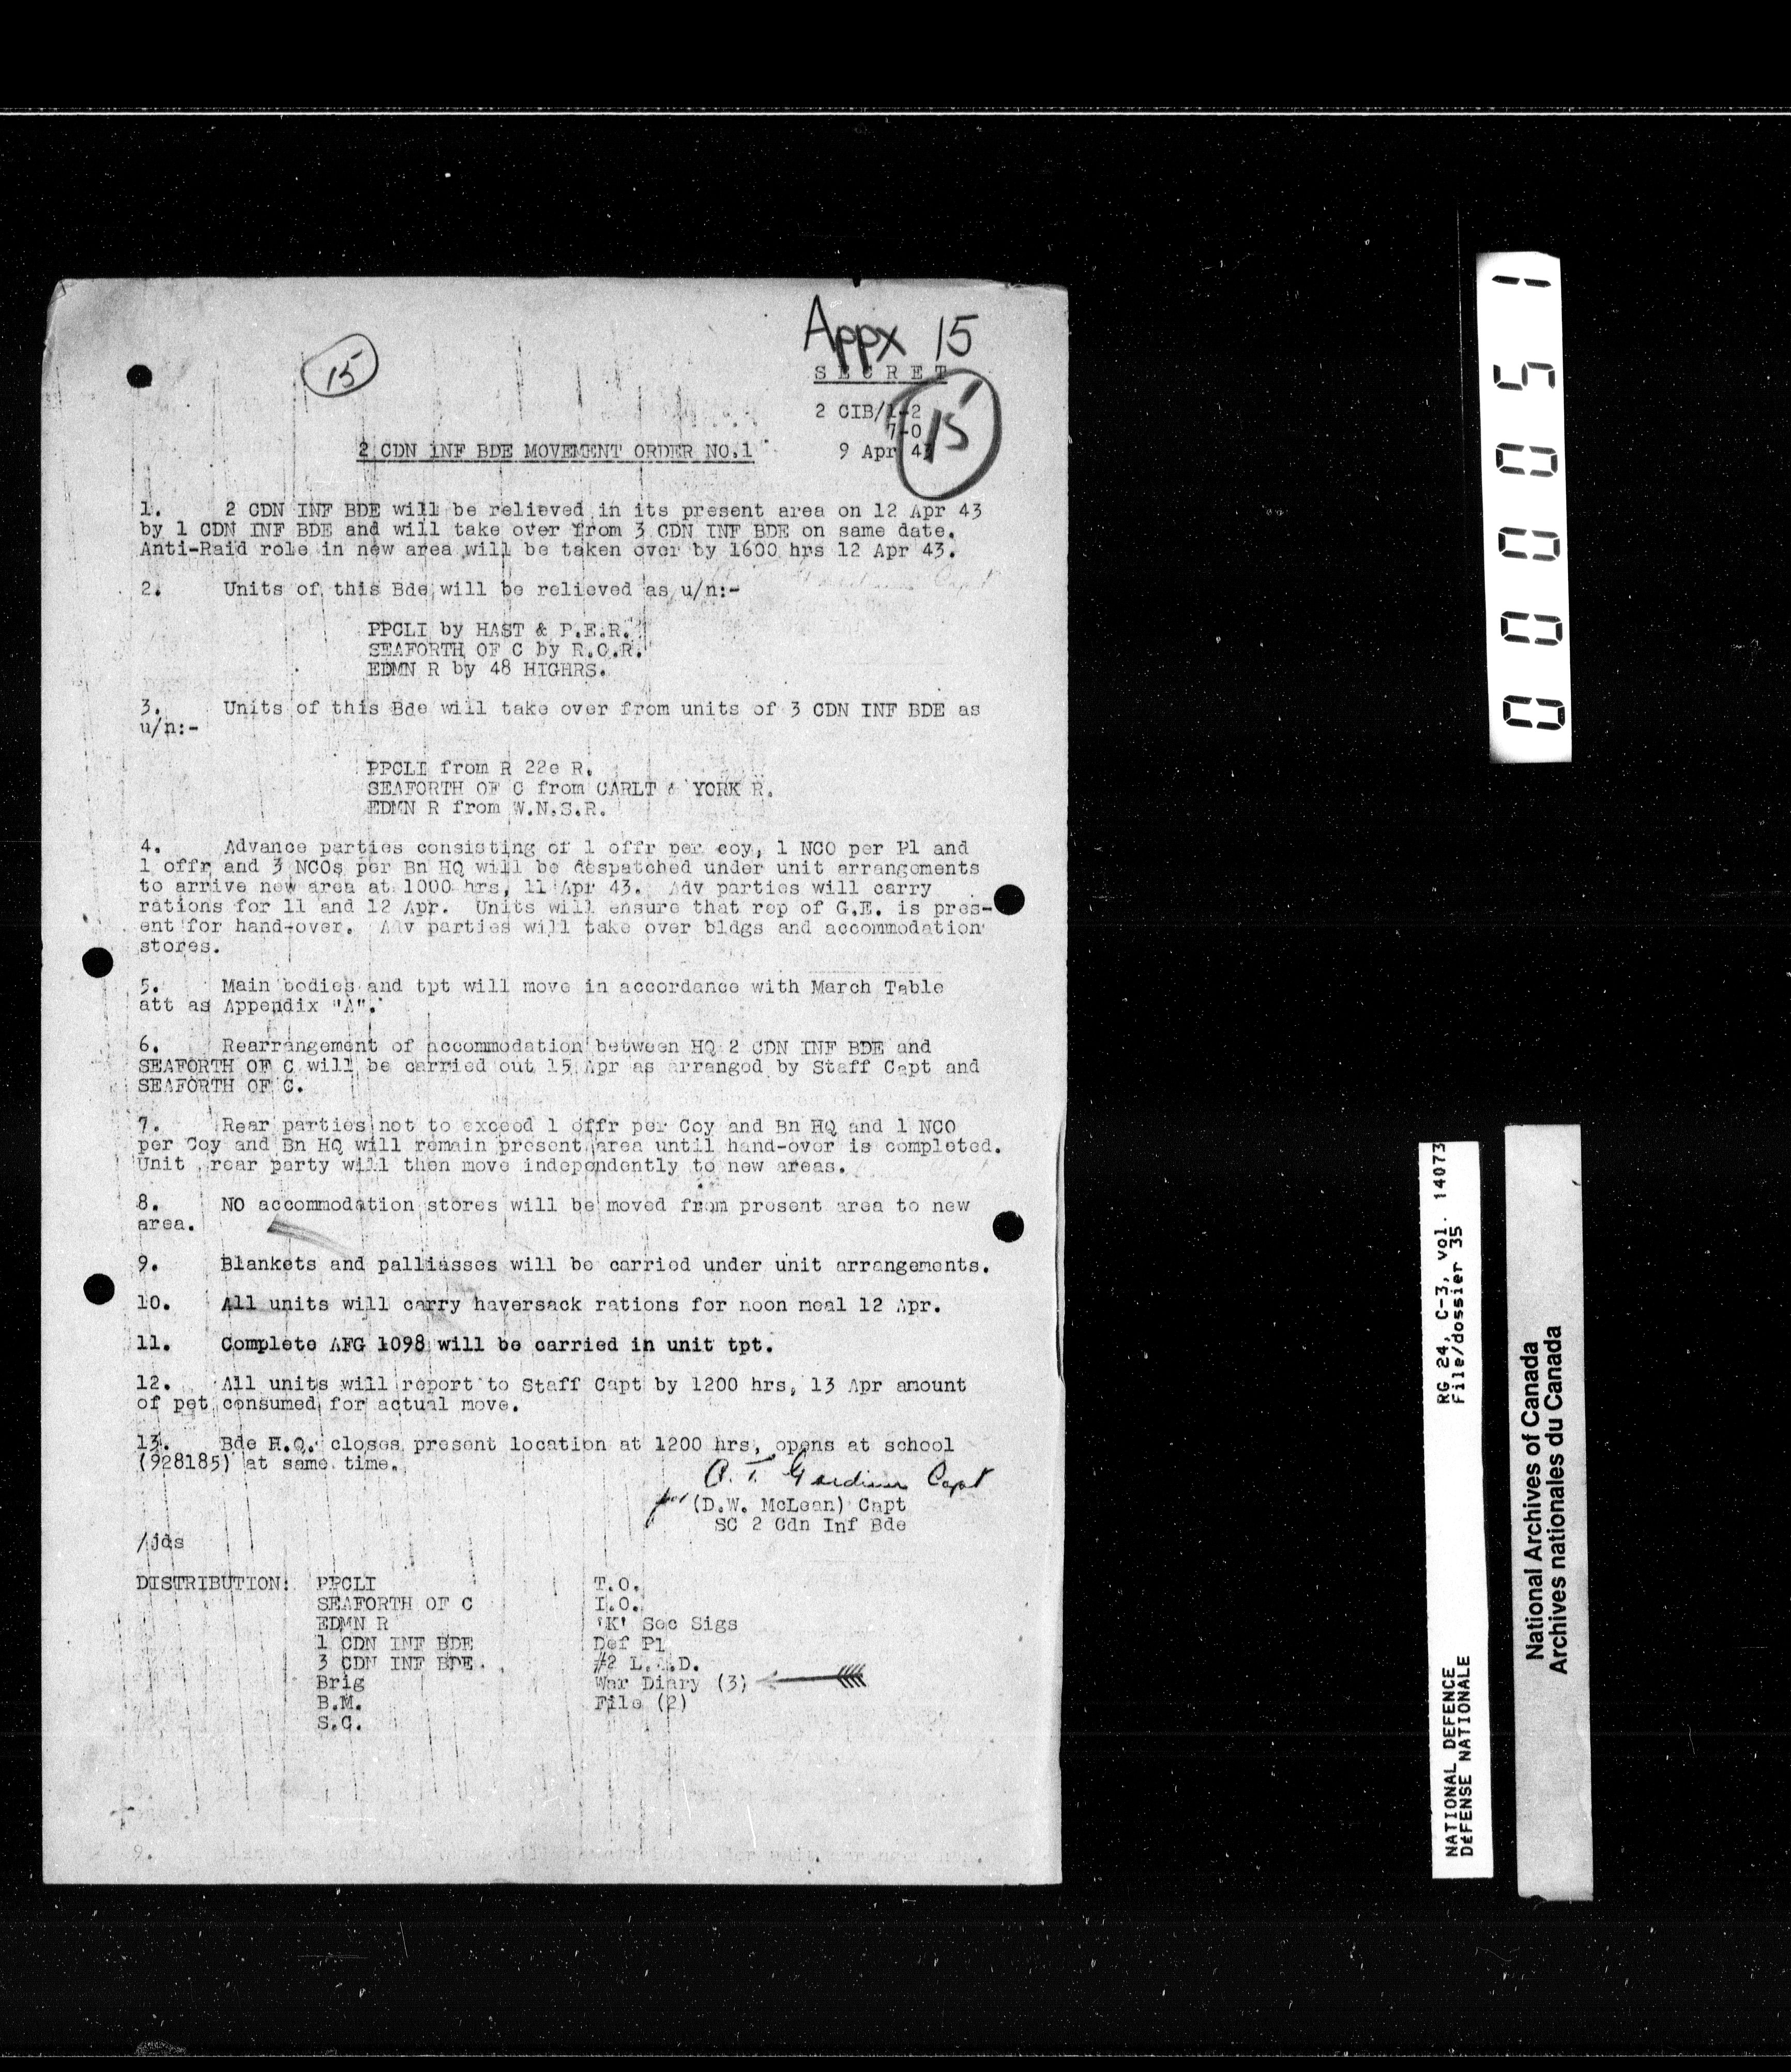 Appx 15
15
SECRET
2 CIB/1-2
7-0
15
2 CDN INF BDE MOVEMENT ORDER NO.1
9 Apr 43
1. 2 CDN INF BDE will be relieved in its present area on 12 Apr 43
by 1 CDN INF BDE and will take over from 3 CDN INF BDE on same date.
Anti-Raid role in new area will be taken over by 1600 hrs 12 Apr 43.
2. Units of this Bde will be relieved as u/n:-
PPCLI by HAST & P.E.R.
SEAFORTH OF C by R.C.R.
EDMN R by 48 HIGHRS.
3. Units of this Bde will take over from units of 3 CDN INF BDE as
u/n:-
PPCLI from R 22e R.
SEAFORTH OF C from CARLT & YORK R.
EDMN R from W.N.S.R.
4. Advance parties consisting of 1 offr per coy, 1 NCO per Pl and
1 offr and 3 NCOs per Bn HQ will be despatched under unit arrangements
to arrive new area at 1000 hrs, 11 Apr 43. Adv parties will carry
rations for 11 and 12 Apr. Units will ensure that rep of G.E. is pres-
ent for hand-over. Adv parties will take over bldgs and accommodation
stores.
5. Main bodies and tpt will move in accordance with March Table
att as Appendix "A".
6. Rearrangement of accommodation between HQ 2 CDN INF BDE and
SEAFORTH OF C will be carried out 15 Apr as arranged by Staff Capt and
SEAFORTH OF C.
7. Rear parties not to exceed 1 offr per Coy and Bn HQ and 1 NCO
per Coy and Bn HQ will remain present area until hand-over is completed.
Unit rear party will then move independently to new areas.
8. NO accommodation stores will be moved from present area to new
area.
9. Blankets and palliasses will be carried under unit arrangements.
10. All units will carry haversack rations for noon meal 12 Apr.
11. Complete AFG 1098 will be carried in unit tpt.
12. All units will report to Staff Capt by 1200 hrs, 13 Apr amount
of pet consumed for actual move.
13. Bde H.Q. closes present location at 1200 hrs, opens at school
(928185) at same time.
Capt
for (D.W. McLean) Capt
SC 2 Cdn Inf Bde
/jds
DISTRIBUTION: PPCLI T.O.
SEAFORTH OF C I.O.
EDMN R 'K' Sec Sigs
1 CDN INF BDE Def Pl
3 CDN INF BDE #2 L.A.D.
Brig War Diary (3)
B.M. File (2)
S.C.
000051
RG 24, C-3, vol. 14073
File/dossier 35
NATIONAL DEFENCE
DÉFENSE NATIONALE
National Archives of Canada
Archives nationales du Canada